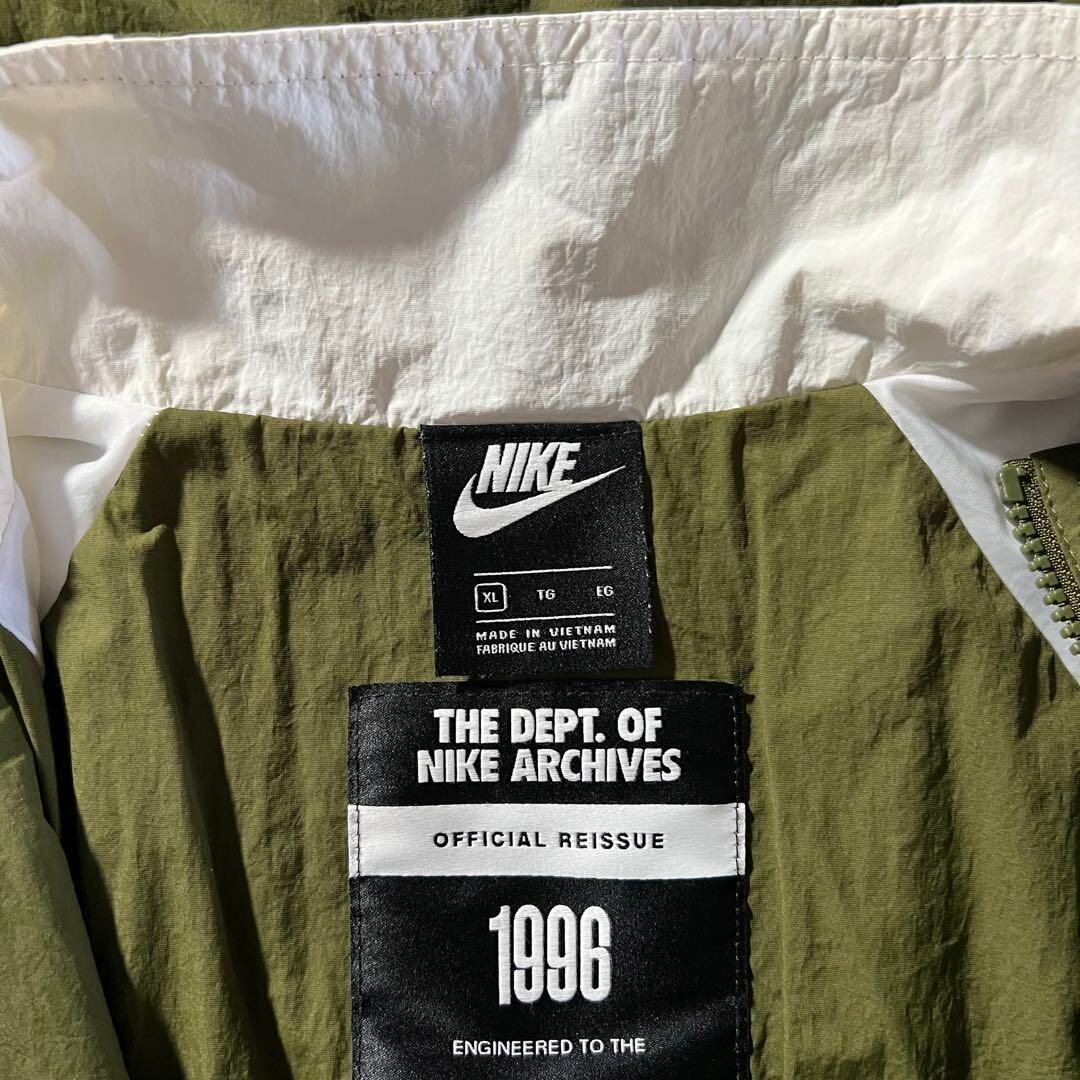 NIKE
XL TG EG
MADE IN VIETNAM
FABRIQUE AU VIETNAM
THE DEPT. OF
NIKE ARCHIVES
OFFICIAL REISSUE
1996
ENGINEERED TO THE